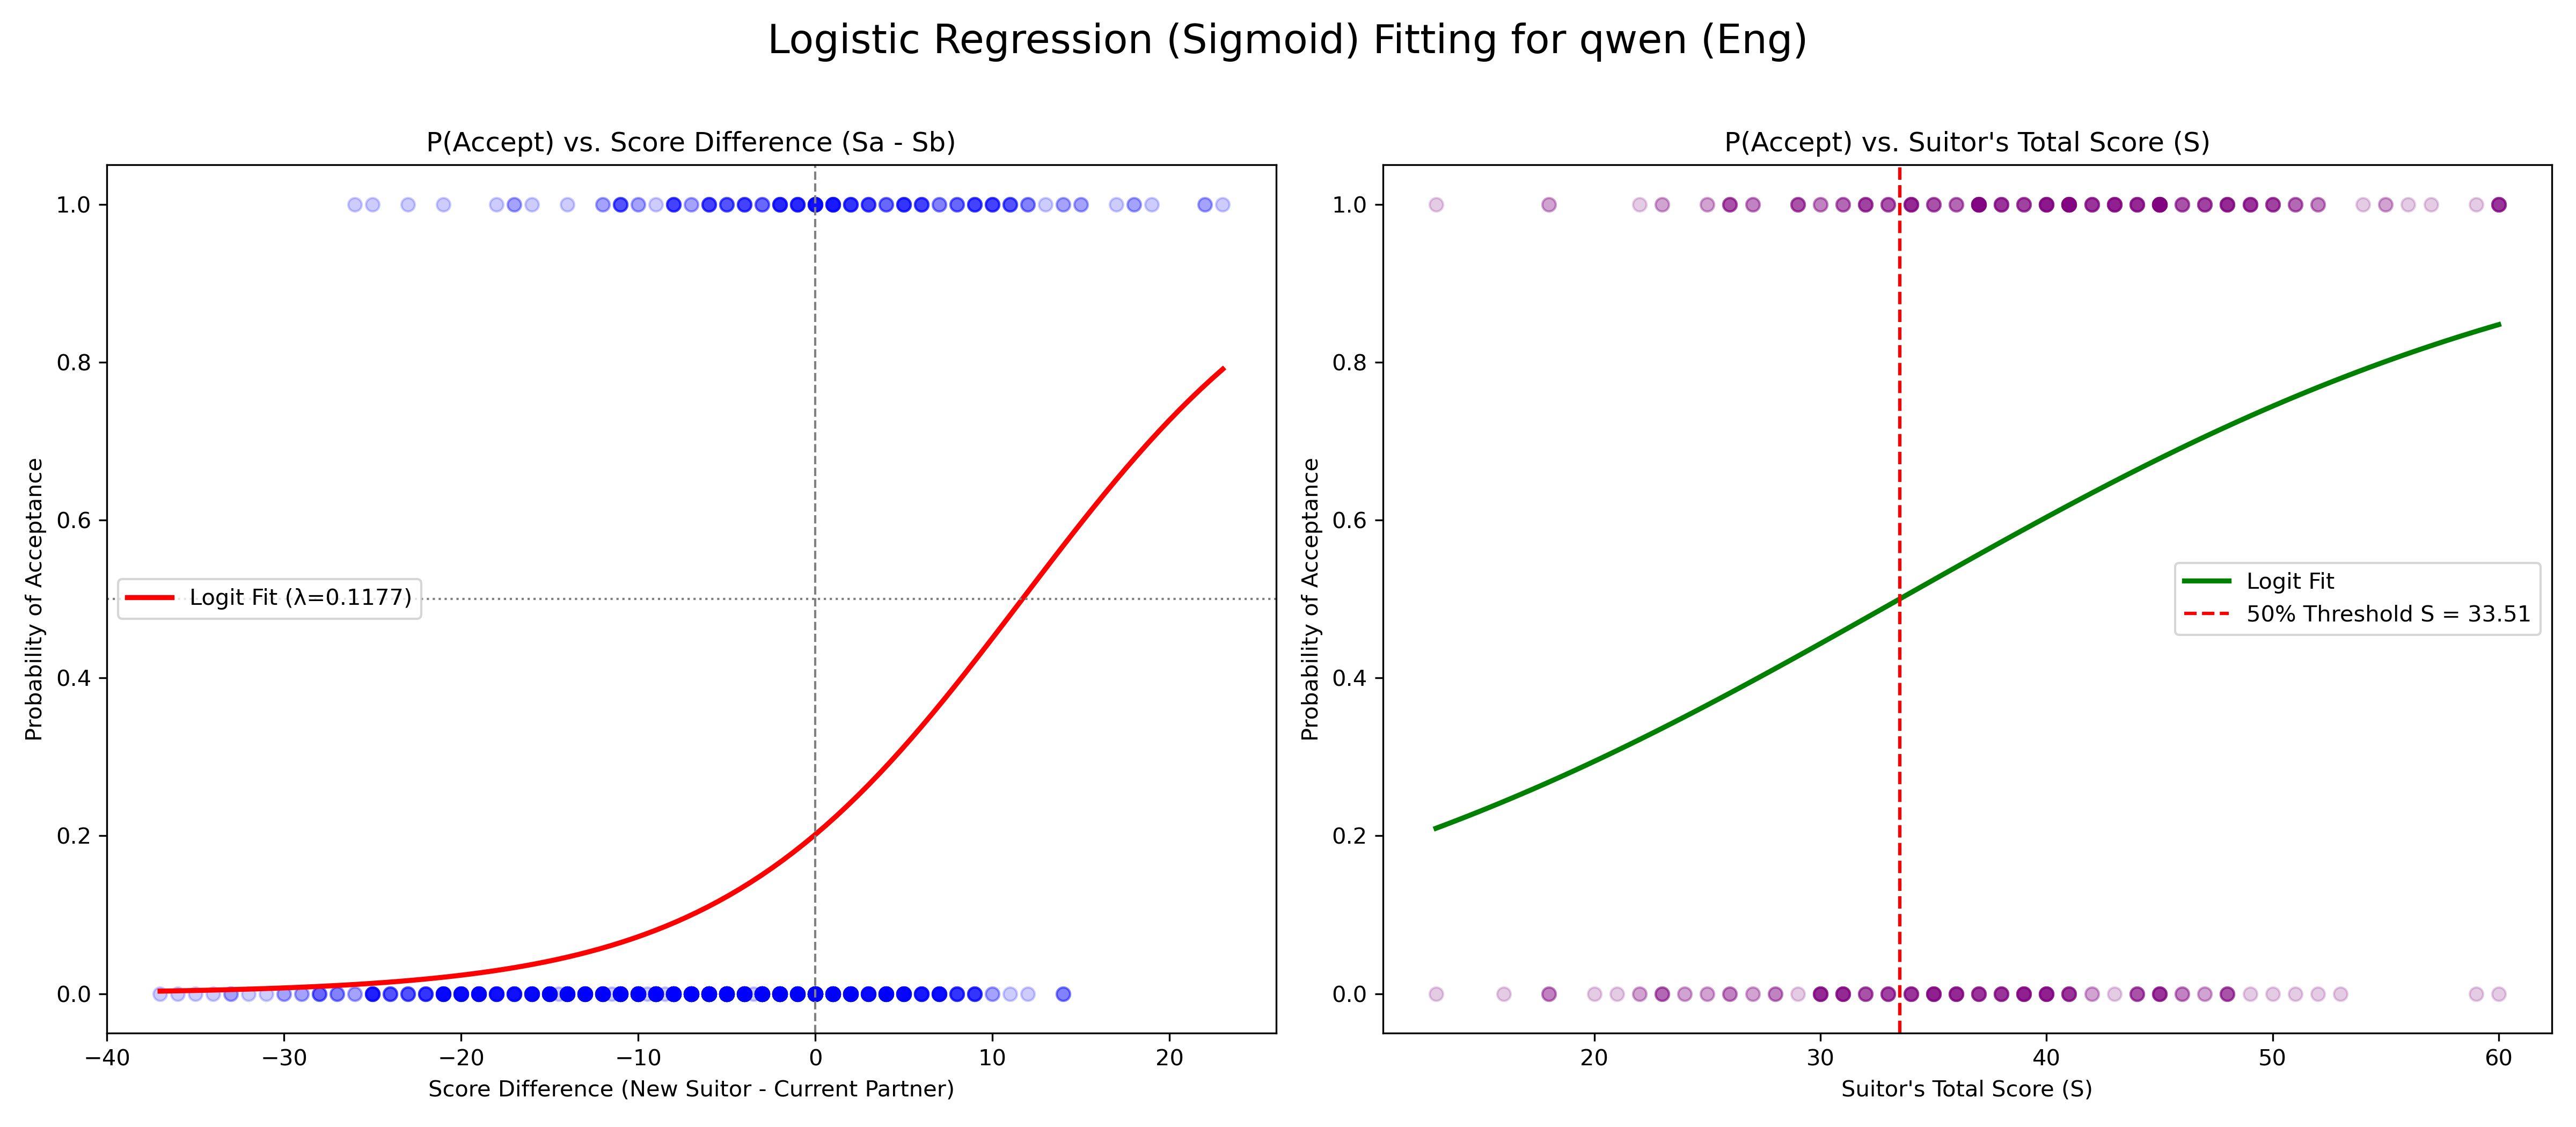 Logistic Regression (Sigmoid) Fitting for qwen (Eng)
P(Accept) vs. Score Difference (Sa - Sb)
Probability of Acceptance
1.0
0.8
0.6
0.4
0.2
0.0
Logit Fit (λ=0.1177)
−40
−30
−20
−10
0
10
20
Score Difference (New Suitor - Current Partner)
P(Accept) vs. Suitor's Total Score (S)
Probability of Acceptance
1.0
0.8
0.6
0.4
0.2
0.0
Logit Fit
50% Threshold S = 33.51
20
30
40
50
60
Suitor's Total Score (S)